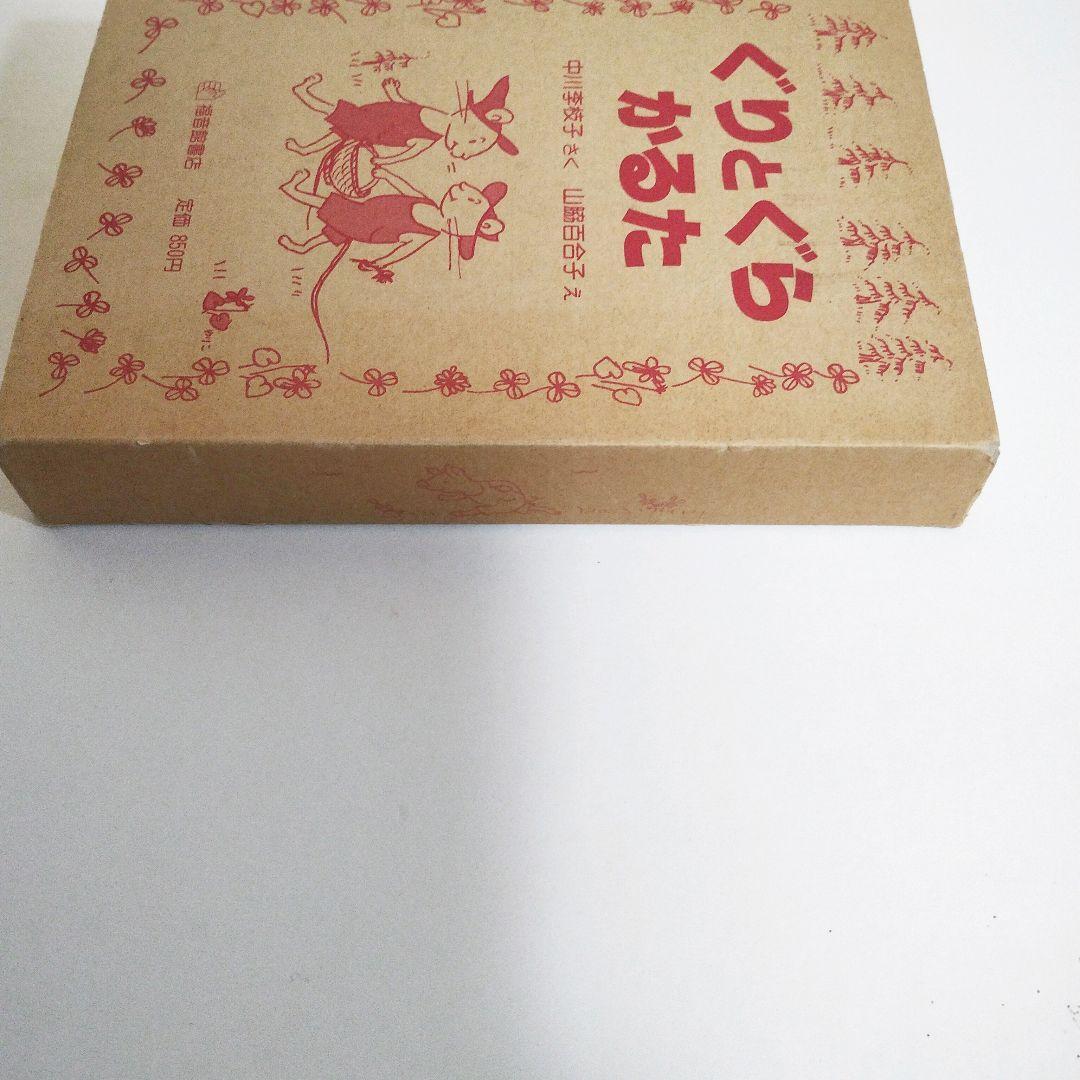 ぐりとぐら
かるた
中川李枝子 さく 山脇百合子 え
福音館書店 定価 850円